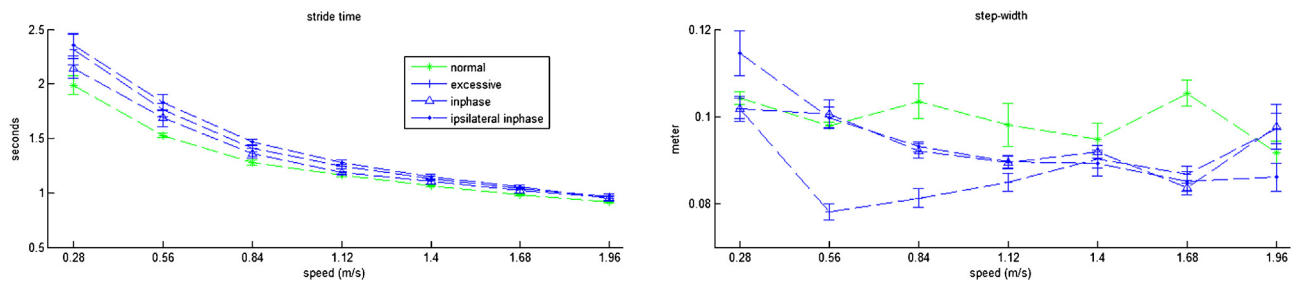 stride time
2.5
2
1.5
1
0.5
seconds
normal
excessive
inphase
ipsilateral inphase
0.28 0.56 0.84 1.12 1.4 1.68 1.96
speed (m/s)
step-width
0.12
0.1
0.08
meter
0.28 0.56 0.84 1.12 1.4 1.68 1.96
speed (m/s)